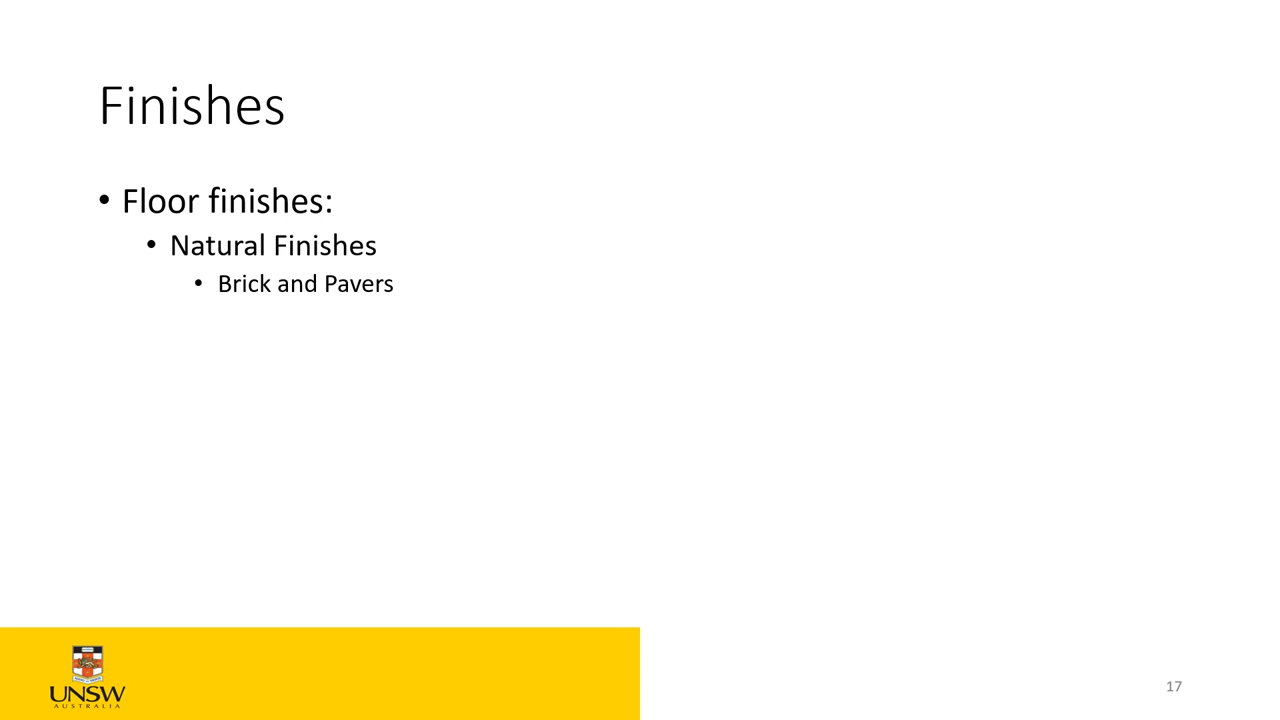 Finishes
• Floor finishes:
• Natural Finishes
• Brick and Pavers
UNSW
AUSTRALIA
17